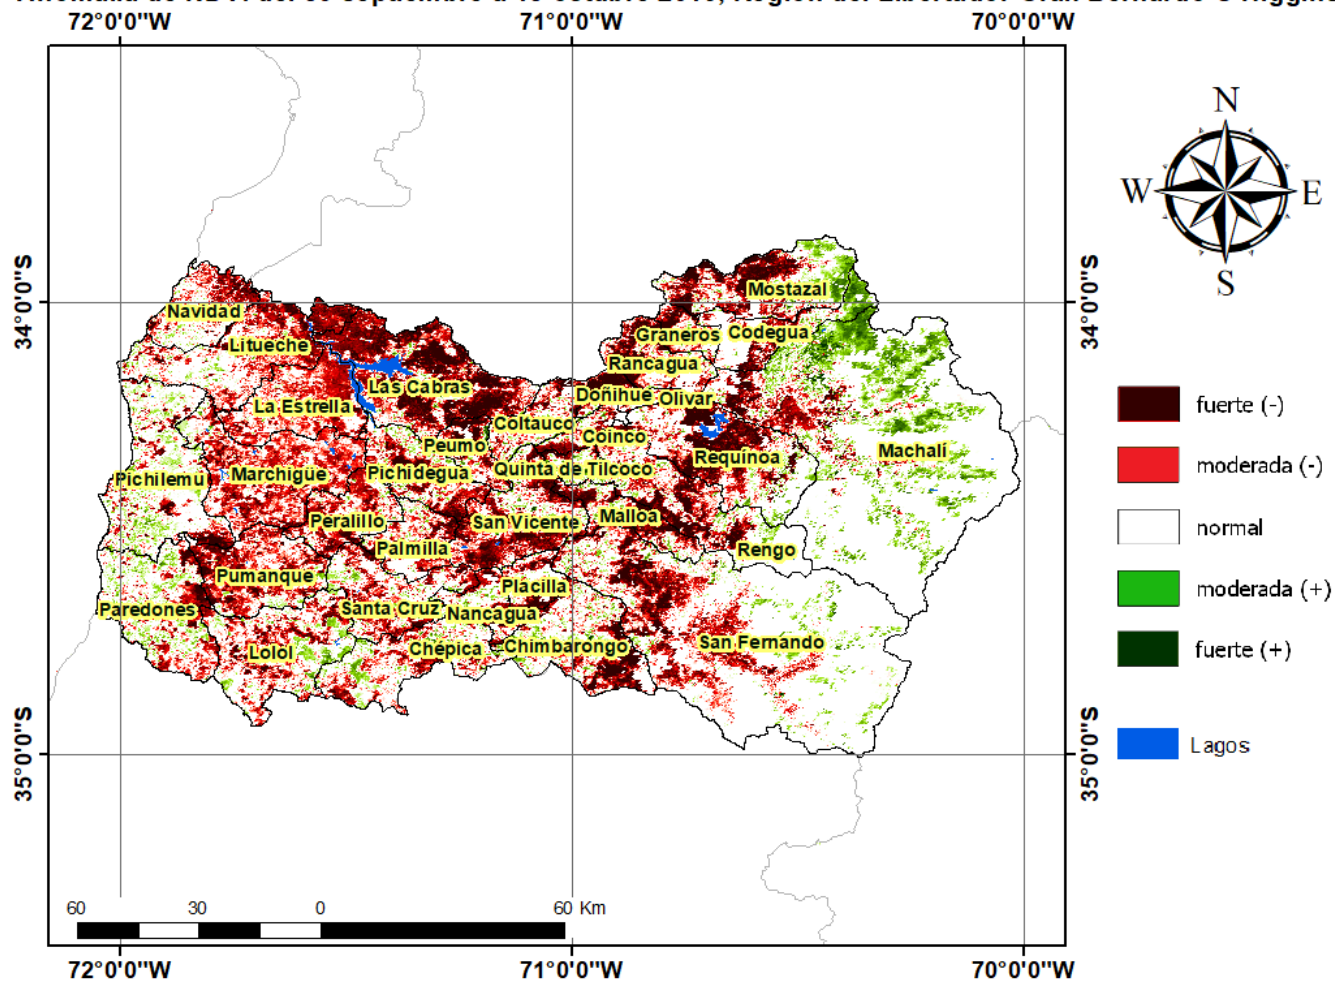 72°0'0"W 71°0'0"W 70°0'0"W
N
W E
S
34°0'0"S 34°0'0"S
Mostazal
Navidad
Graneros Codegua
Litueche
Rancagua
Las Cabras
Doñihue Olivar
La Estrella
Coltauco
Coinco
Peumo
Machalí
Requínoa
Pichidegua Quinta de Tilcoco
Marchigüe
Pichilemu
Malloa
Peralillo San Vicente
Palmilla Rengo
Pumanque
Placilla
Paredones Santa Cruz Nancagua
San Fernando
Lolol Chépica Chimbarongo
35°0'0"S 35°0'0"S
60 30 0 60 Km
72°0'0"W 71°0'0"W 70°0'0"W
fuerte (-)
moderada (-)
normal
moderada (+)
fuerte (+)
Lagos